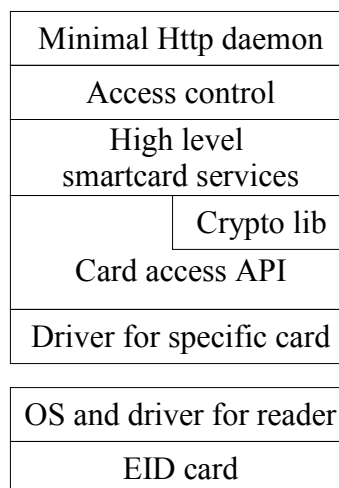 Minimal Http daemon
Access control
High level
smartcard services
Crypto lib
Card access API
Driver for specific card
OS and driver for reader
EID card